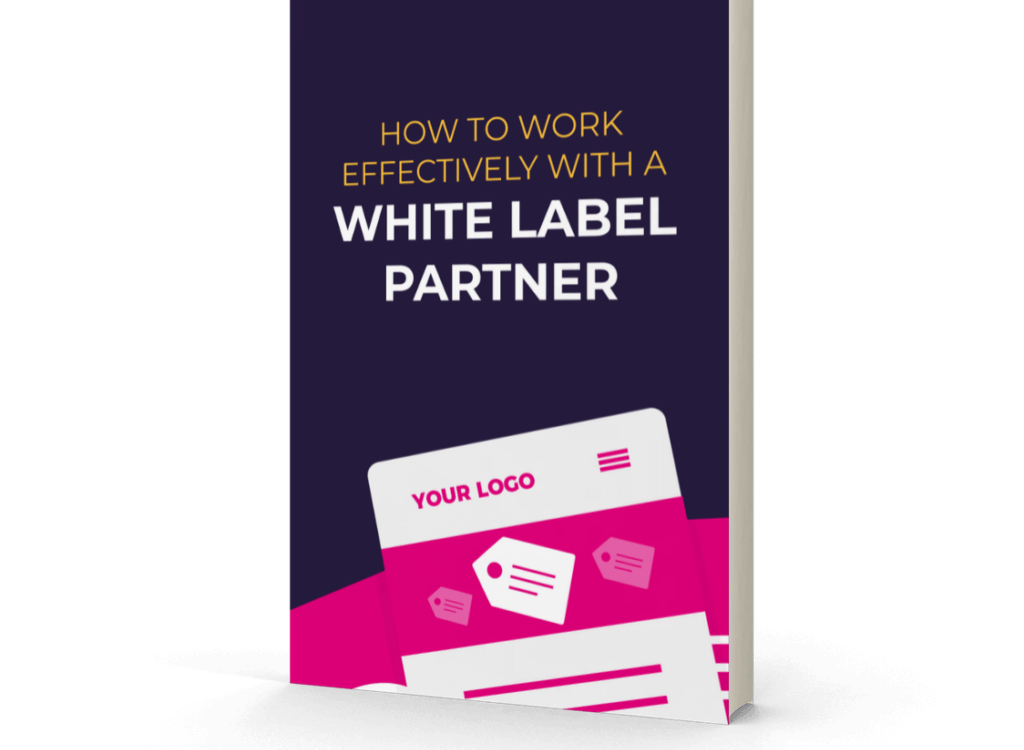 HOW TO WORK
EFFECTIVELY WITH A
WHITE LABEL
PARTNER
YOUR LOGO